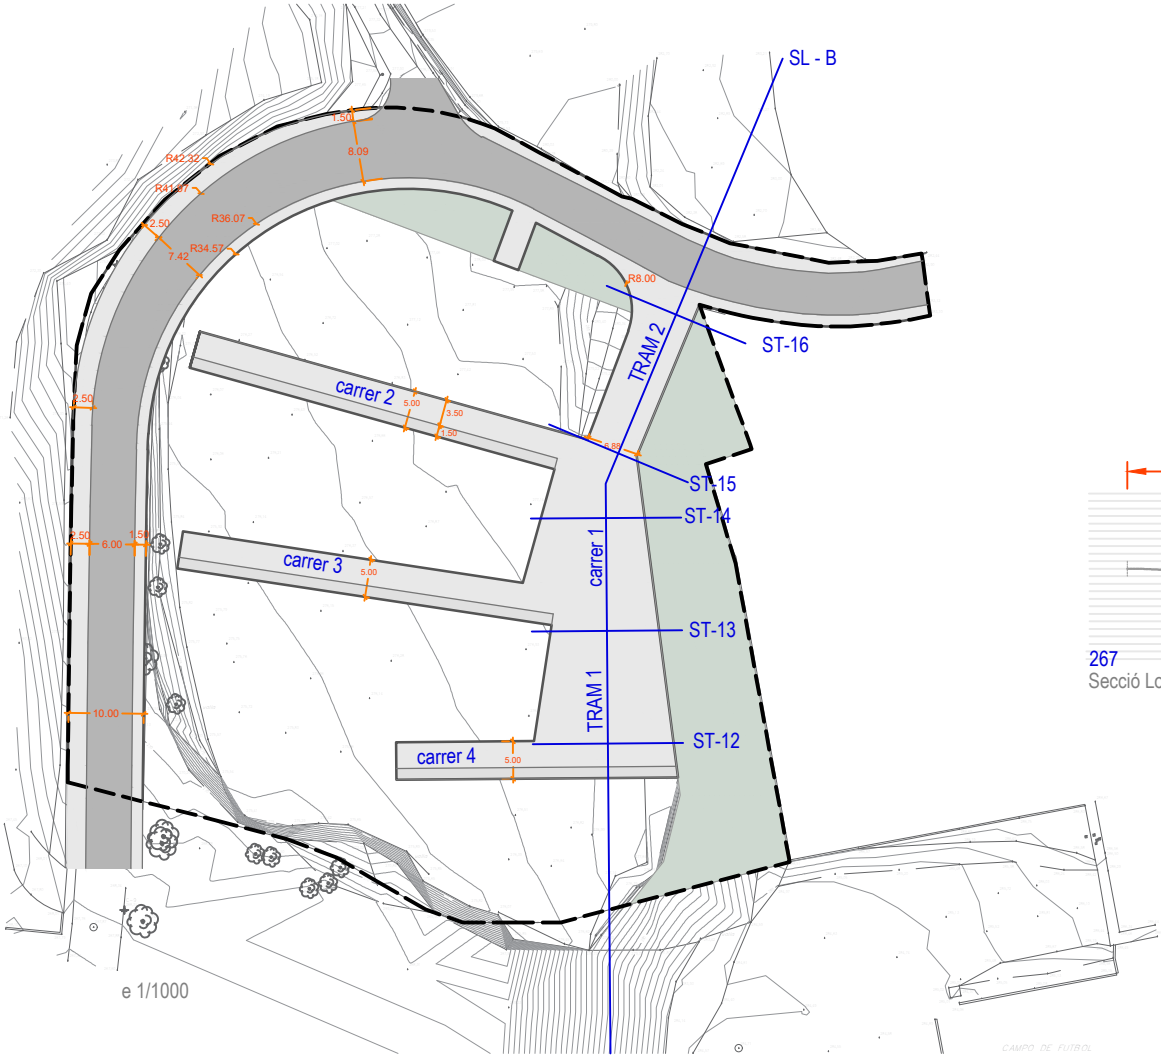 SL - B
1.50
8.09
R42.32
R41.97
2.50
7.42
R36.07
R34.57
R8.00
ST-16
TRAM 2
carrer 2
5.00
3.50
1.50
2.50
ST-15
ST-14
carrer 1
2.50
6.00
1.50
carrer 3
5.00
ST-13
267
Secció Lo
TRAM 1
10.00
ST-12
carrer 4
5.00
e 1/1000
CAMPO DE FUTBOL